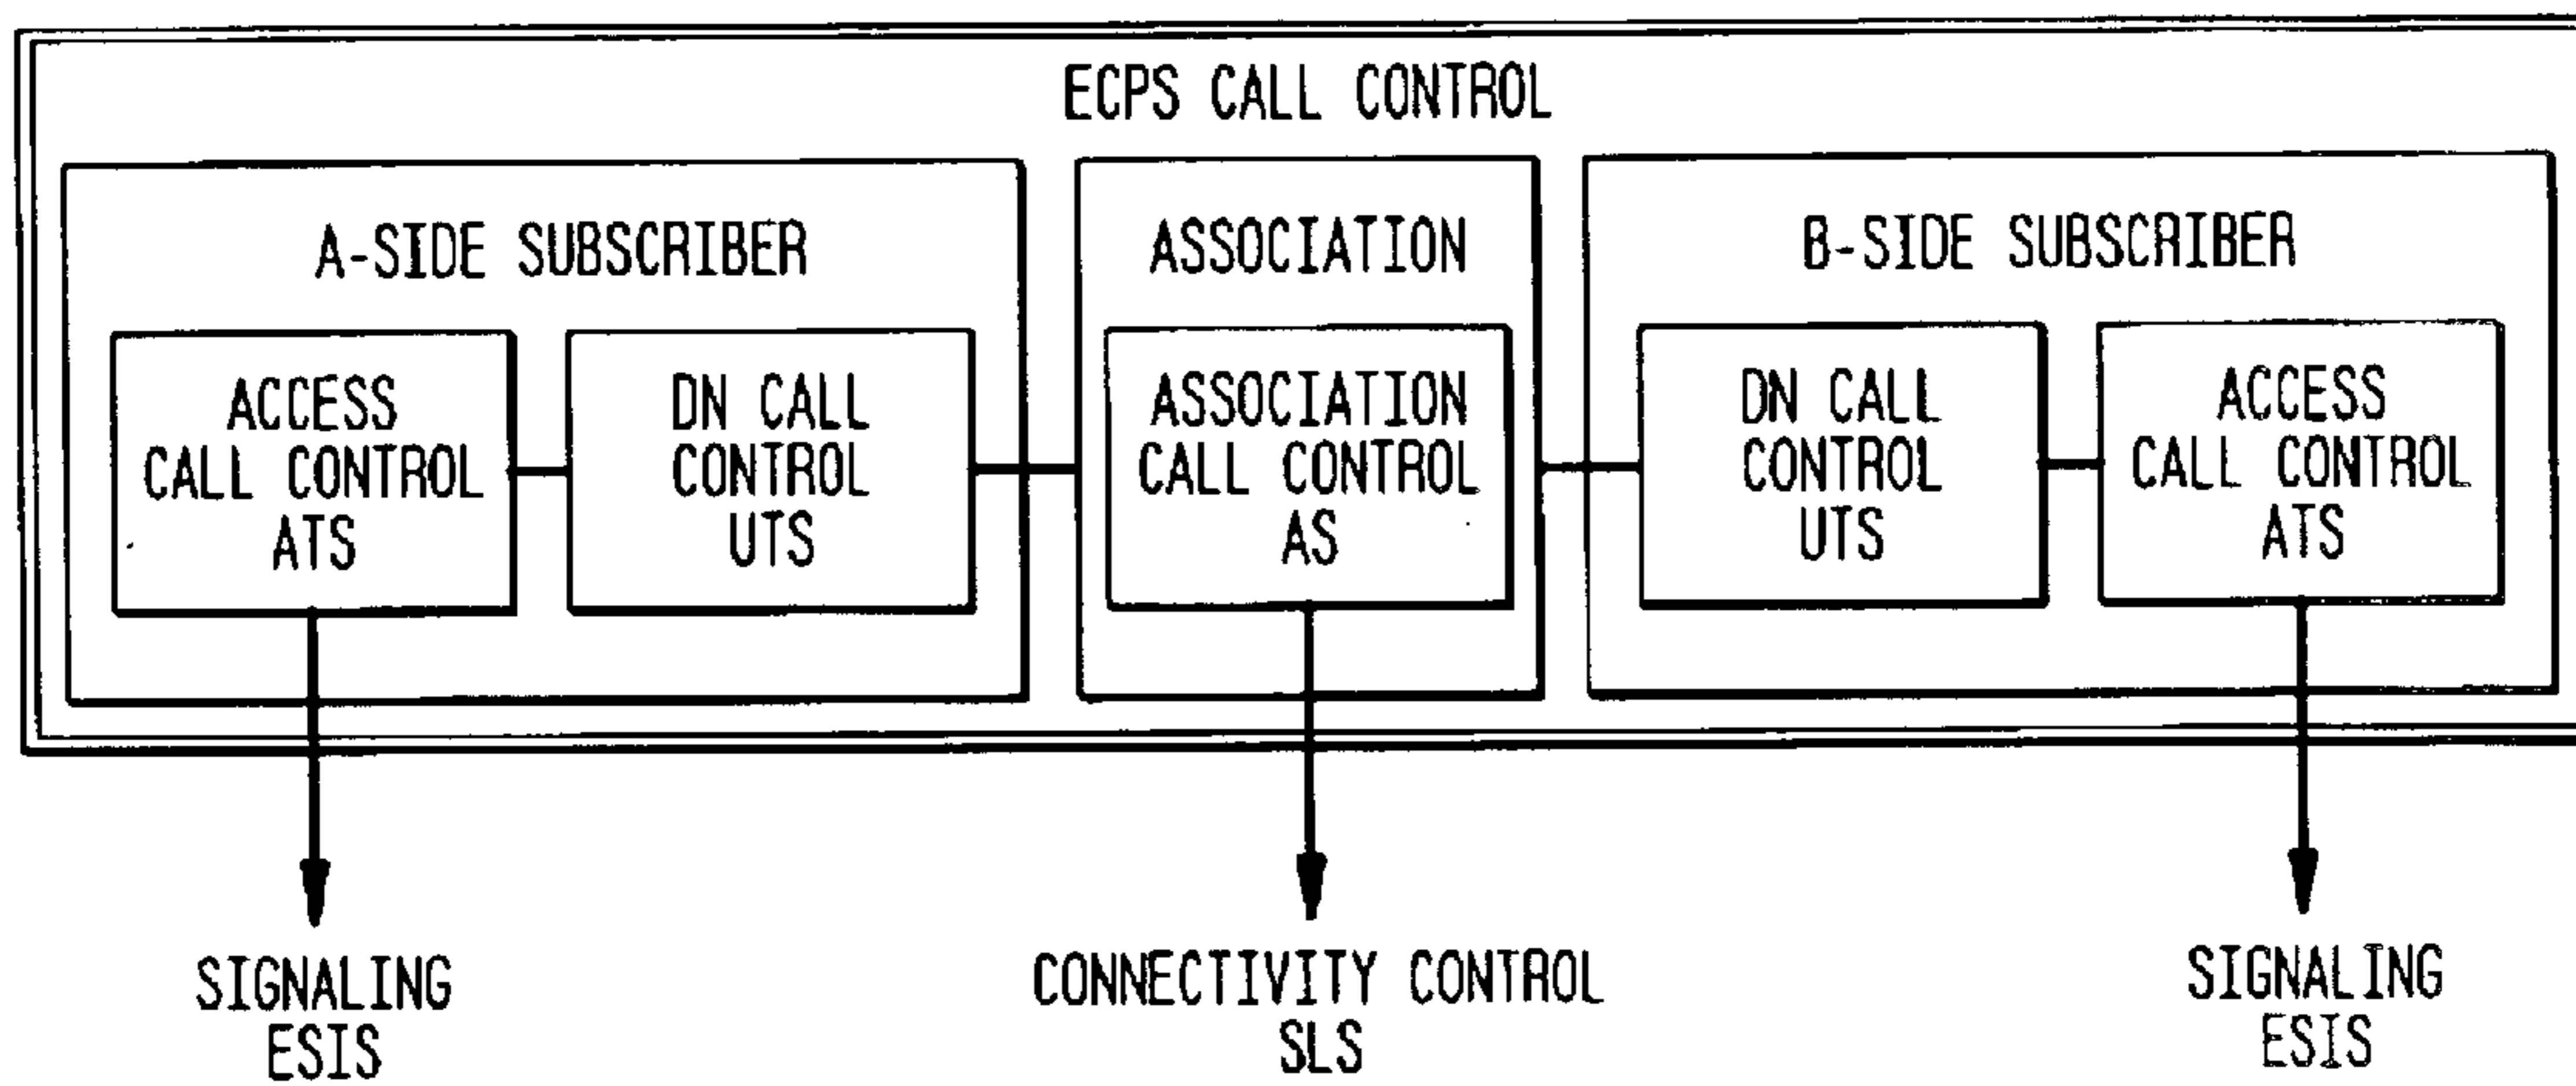 ECPS CALL CONTROL
A-SIDE SUBSCRIBER
ACCESS
CALL CONTROL
ATS
DN CALL
CONTROL
UTS
ASSOCIATION
ASSOCIATION
CALL CONTROL
AS
B-SIDE SUBSCRIBER
DN CALL
CONTROL
UTS
ACCESS
CALL CONTROL
ATS
SIGNALING
ESIS
CONNECTIVITY CONTROL
SLS
SIGNALING
ESIS